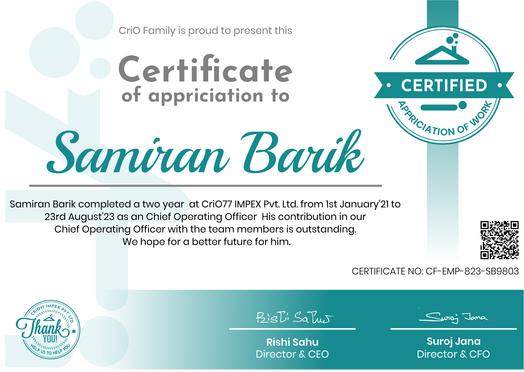 CriO Family is proud to present this
Certificate
of appriciation to
CERTIFIED
APPRICIATION OF WORK
Samiran Barik
Samiran Barik completed a two year at CriO77 IMPEX Pvt. Ltd. from 1st January'21 to
23rd August'23 as an Chief Operating Officer His contribution in our
Chief Operating Officer with the team members is outstanding.
We hope for a better future for him.
CERTIFICATE NO: CF-EMP-823-SB9803
CRIO77 IMPEX PVT. LTD.
Thank
YOU!
HELP US TO HELP YOU
Rishi Sahu
Rishi Sahu
Director & CEO
Suroj Jana
Suroj Jana
Director & CFO